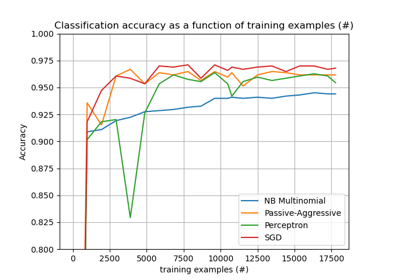 Classification accuracy as a function of training examples (#)
1.000
0.975
0.950
0.925
0.900
0.875
0.850
0.825
0.800
Accuracy
NB Multinomial
Passive-Aggressive
Perceptron
SGD
0 2500 5000 7500 10000 12500 15000 17500
training examples (#)